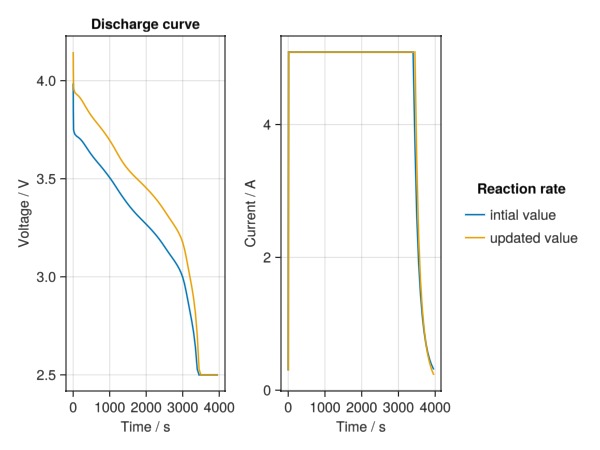 Discharge curve
Voltage / V
4.0
3.5
3.0
2.5
0 1000 2000 3000 4000
Time / s
Current / A
4
2
0
0 1000 2000 3000 4000
Time / s
Reaction rate
intial value
updated value